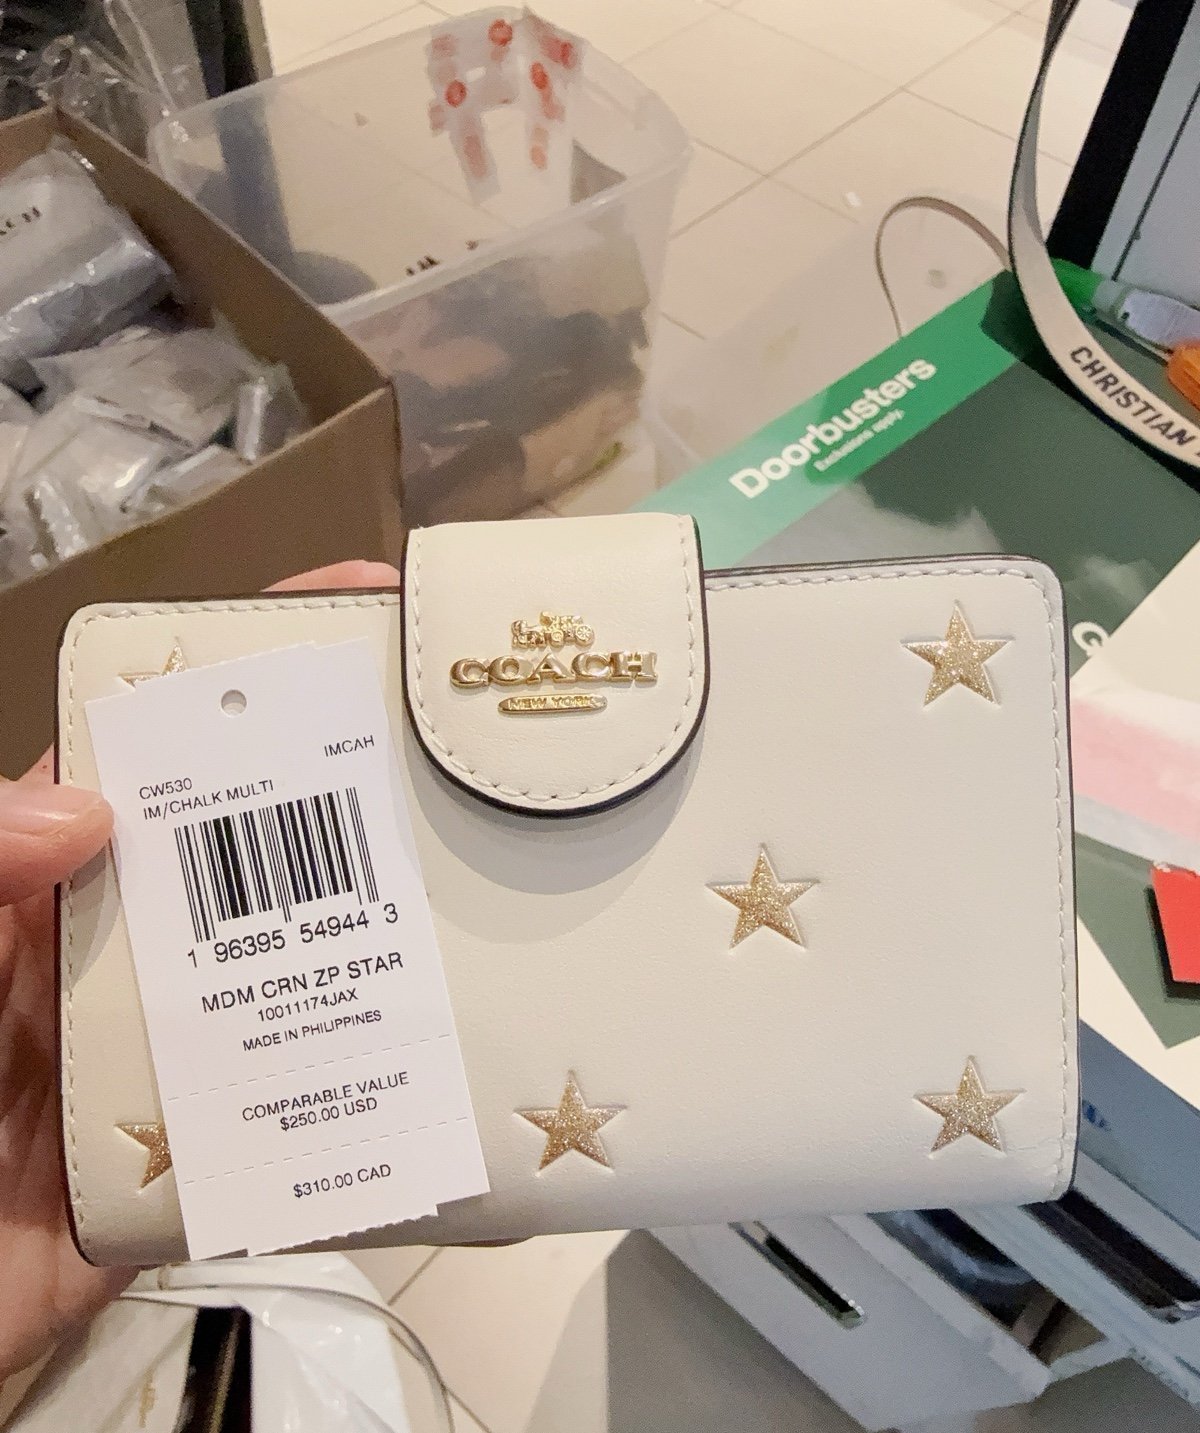 Doorbusters
Exclusions apply.
CHRISTIAN
COACH
NEW YORK
IMCAH
CW530
IM/CHALK MULTI
1 96395 54944 3
MDM CRN ZP STAR
10011174JAX
MADE IN PHILIPPINES
COMPARABLE VALUE
$250.00 USD
$310.00 CAD